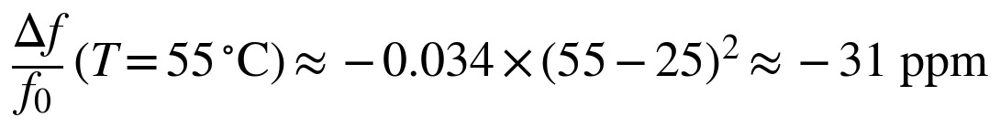 Δf/f₀ (T = 55 °C) ≈ − 0.034 × (55 − 25)² ≈ − 31 ppm